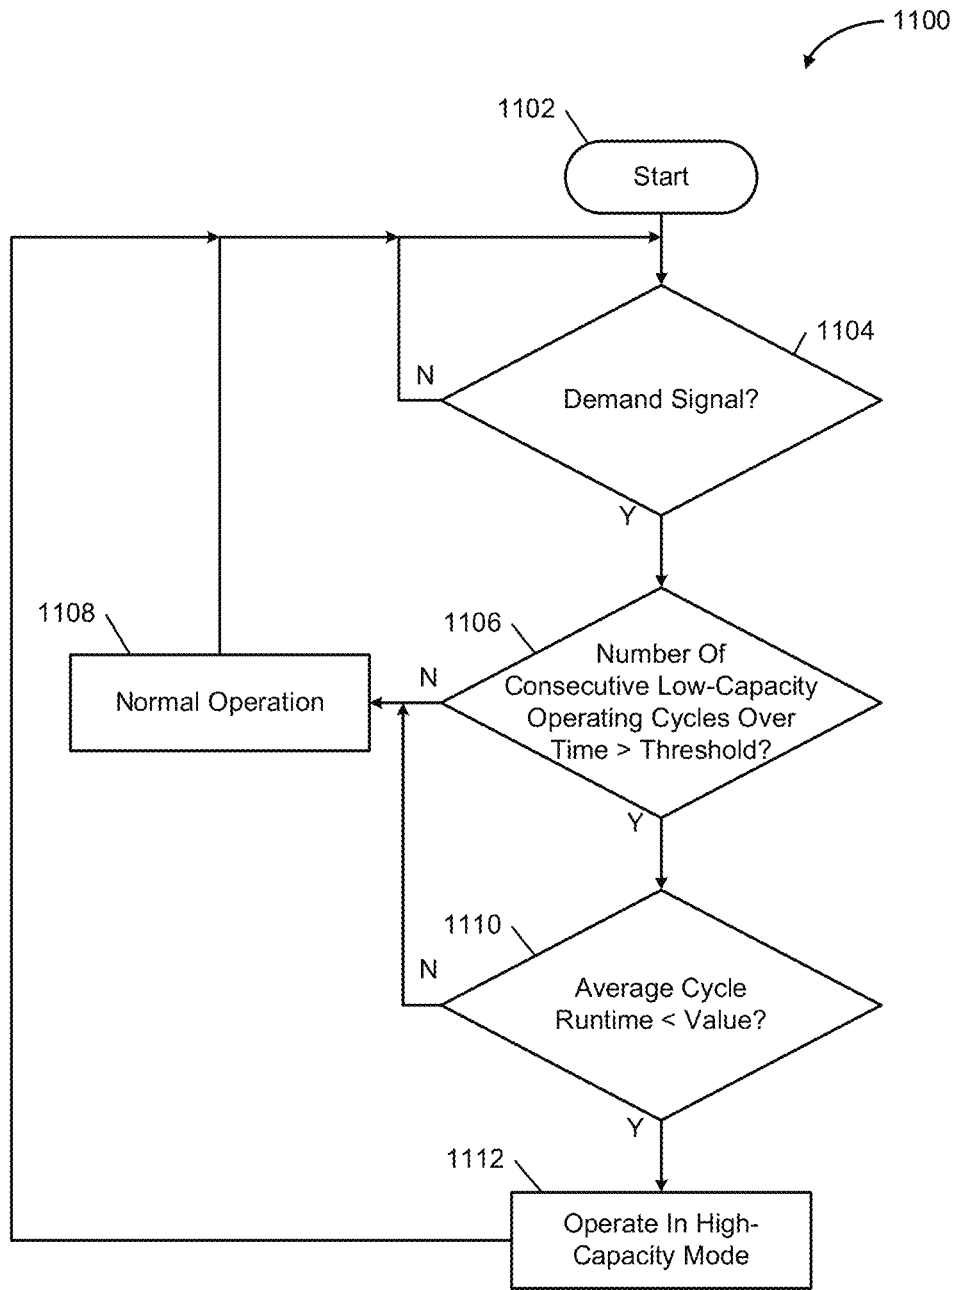 1100
1102
Start
1104
N
Demand Signal?
Y
1108
1106
Normal Operation
N
Number Of
Consecutive Low-Capacity
Operating Cycles Over
Time > Threshold?
Y
1110
N
Average Cycle
Runtime < Value?
Y
1112
Operate In High-
Capacity Mode